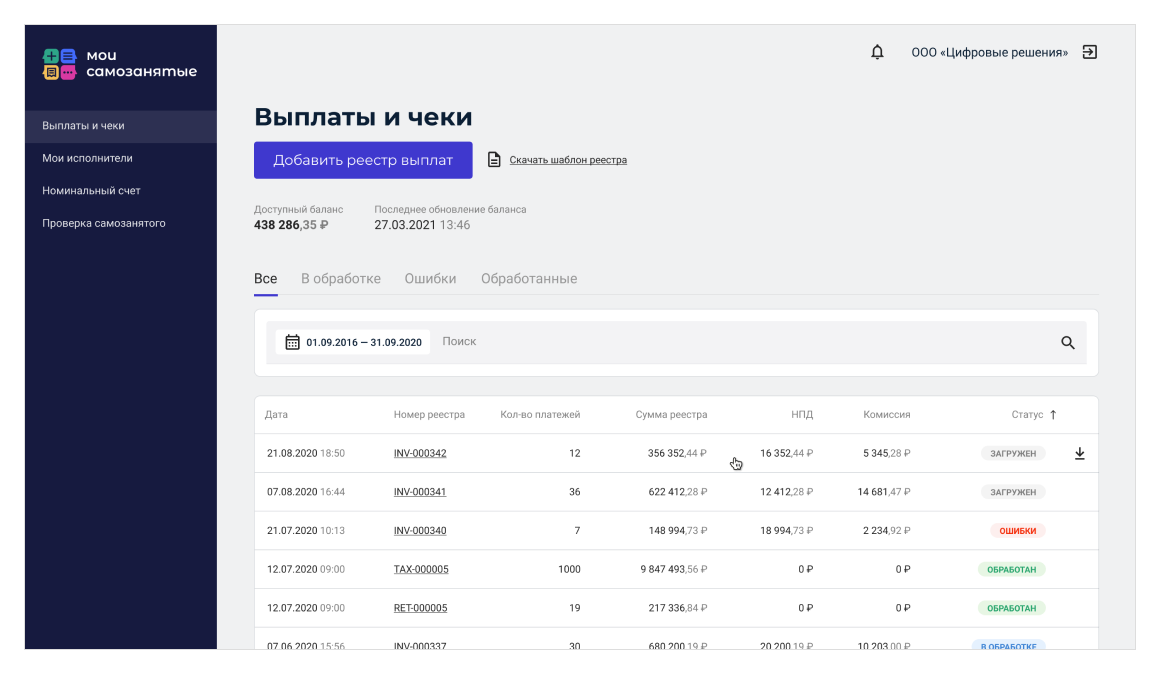 мои
самозанятые
ООО «Цифровые решения»
Выплаты и чеки
Мои исполнители
Номинальный счет
Проверка самозанятого
Выплаты и чеки
Добавить реестр выплат Скачать шаблон реестра
Доступный баланс Последнее обновление баланса
438 286,35 ₽ 27.03.2021 13:46
Все В обработке Ошибки Обработанные
01.09.2016 – 31.09.2020 Поиск
Дата Номер реестра Кол-во платежей Сумма реестра НПД Комиссия Статус ↑
21.08.2020 18:50 INV-000342 12 356 352,44 ₽ 16 352,44 ₽ 5 345,28 ₽ ЗАГРУЖЕН
07.08.2020 16:44 INV-000341 36 622 412,28 ₽ 12 412,28 ₽ 14 681,47 ₽ ЗАГРУЖЕН
21.07.2020 10:13 INV-000340 7 148 994,73 ₽ 18 994,73 ₽ 2 234,92 ₽ ОШИБКИ
12.07.2020 09:00 TAX-000005 1000 9 847 493,56 ₽ 0 ₽ 0 ₽ ОБРАБОТАН
12.07.2020 09:00 RET-000005 19 217 336,84 ₽ 0 ₽ 0 ₽ ОБРАБОТАН
07.06.2020 15:56 INV-000337 30 680 200,19 ₽ 20 200,19 ₽ 10 203,00 ₽ В ОБРАБОТКЕ